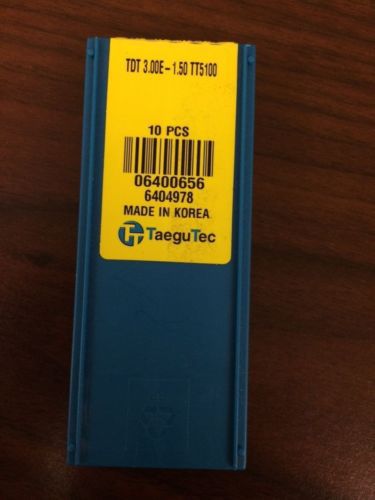 TDT 3.00E-1.50 TT5100
10 PCS
06400656
6404978
MADE IN KOREA
TaeguTec